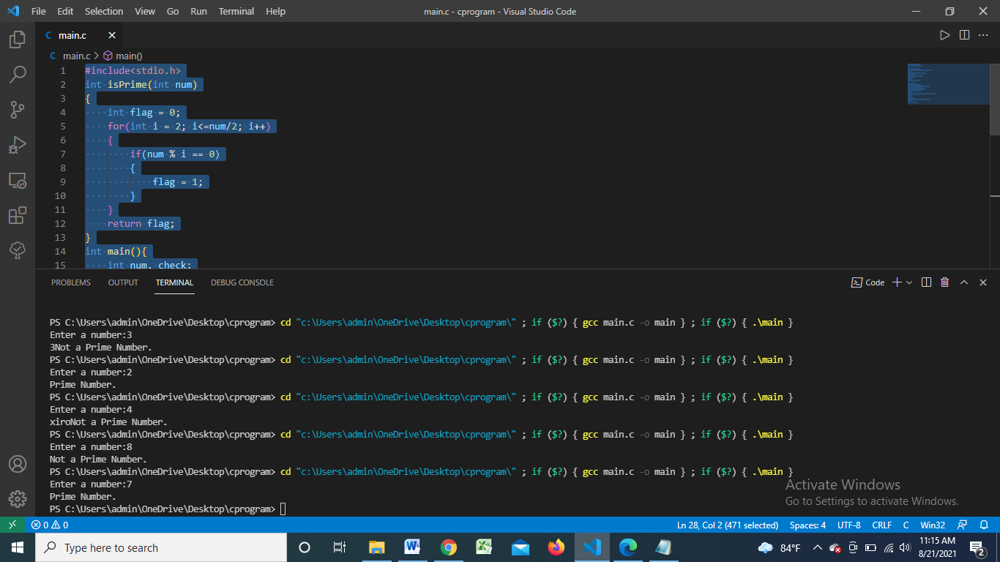 File Edit Selection View Go Run Terminal Help main.c - cprogram - Visual Studio Code
C main.c
C main.c > main()
1 #include<stdio.h>
2 int isPrime(int num)
3 {
4 int flag = 0;
5 for(int i = 2; i<=num/2; i++)
6 {
7 if(num % i == 0)
8 {
9 flag = 1;
10 }
11 }
12 return flag;
13 }
14 int main(){
15 int num, check;
PROBLEMS OUTPUT TERMINAL DEBUG CONSOLE Code
PS C:\Users\admin\OneDrive\Desktop\cprogram> cd "c:\Users\admin\OneDrive\Desktop\cprogram\" ; if ($?) { gcc main.c -o main } ; if ($?) { .\main }
Enter a number:3
3Not a Prime Number.
PS C:\Users\admin\OneDrive\Desktop\cprogram> cd "c:\Users\admin\OneDrive\Desktop\cprogram\" ; if ($?) { gcc main.c -o main } ; if ($?) { .\main }
Enter a number:2
Prime Number.
PS C:\Users\admin\OneDrive\Desktop\cprogram> cd "c:\Users\admin\OneDrive\Desktop\cprogram\" ; if ($?) { gcc main.c -o main } ; if ($?) { .\main }
Enter a number:4
xiroNot a Prime Number.
PS C:\Users\admin\OneDrive\Desktop\cprogram> cd "c:\Users\admin\OneDrive\Desktop\cprogram\" ; if ($?) { gcc main.c -o main } ; if ($?) { .\main }
Enter a number:8
Not a Prime Number.
PS C:\Users\admin\OneDrive\Desktop\cprogram> cd "c:\Users\admin\OneDrive\Desktop\cprogram\" ; if ($?) { gcc main.c -o main } ; if ($?) { .\main }
Enter a number:7
Prime Number.
PS C:\Users\admin\OneDrive\Desktop\cprogram>
Activate Windows
Go to Settings to activate Windows.
0 0 Ln 28, Col 2 (471 selected) Spaces: 4 UTF-8 CRLF C Win32
Type here to search 84°F 11:15 AM
8/21/2021 2